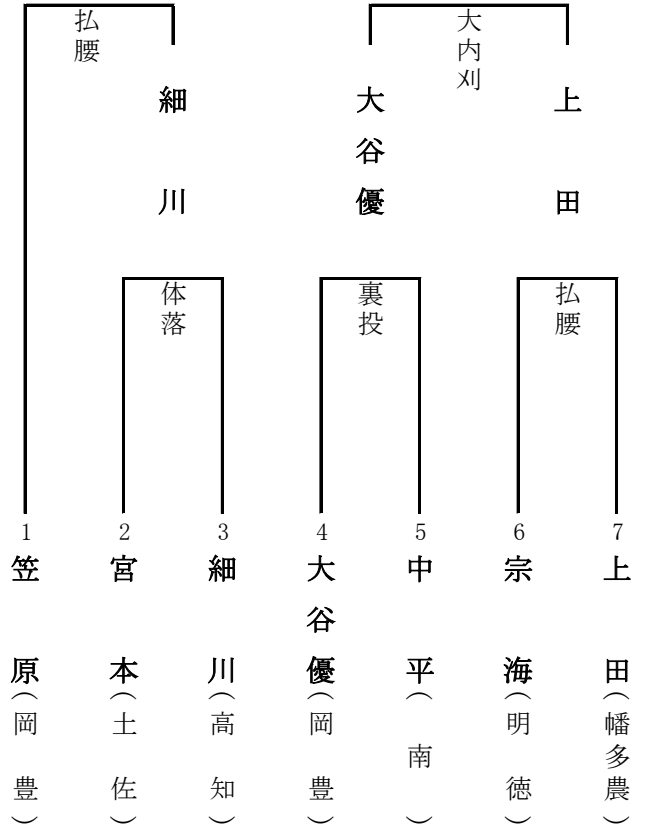 払腰
大内刈
細川
大谷優
上田
体落
裏投
払腰
1
2
3
4
5
6
7
笠原（岡豊）
宮本（土佐）
細川（高知）
大谷優（岡豊）
中平（南）
宗海（明徳）
上田（幡多農）